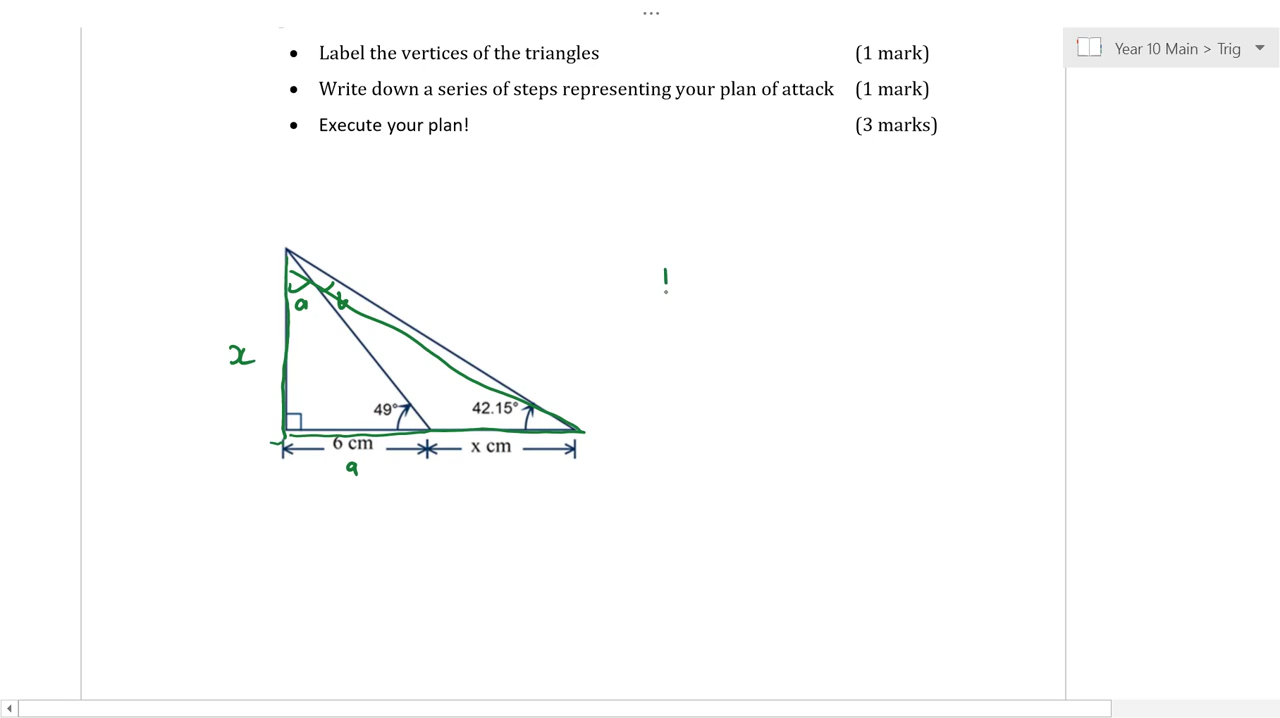 ...
Year 10 Main > Trig
• Label the vertices of the triangles (1 mark)
• Write down a series of steps representing your plan of attack (1 mark)
• Execute your plan! (3 marks)
a
b
x
49°
42.15°
6 cm
x cm
a